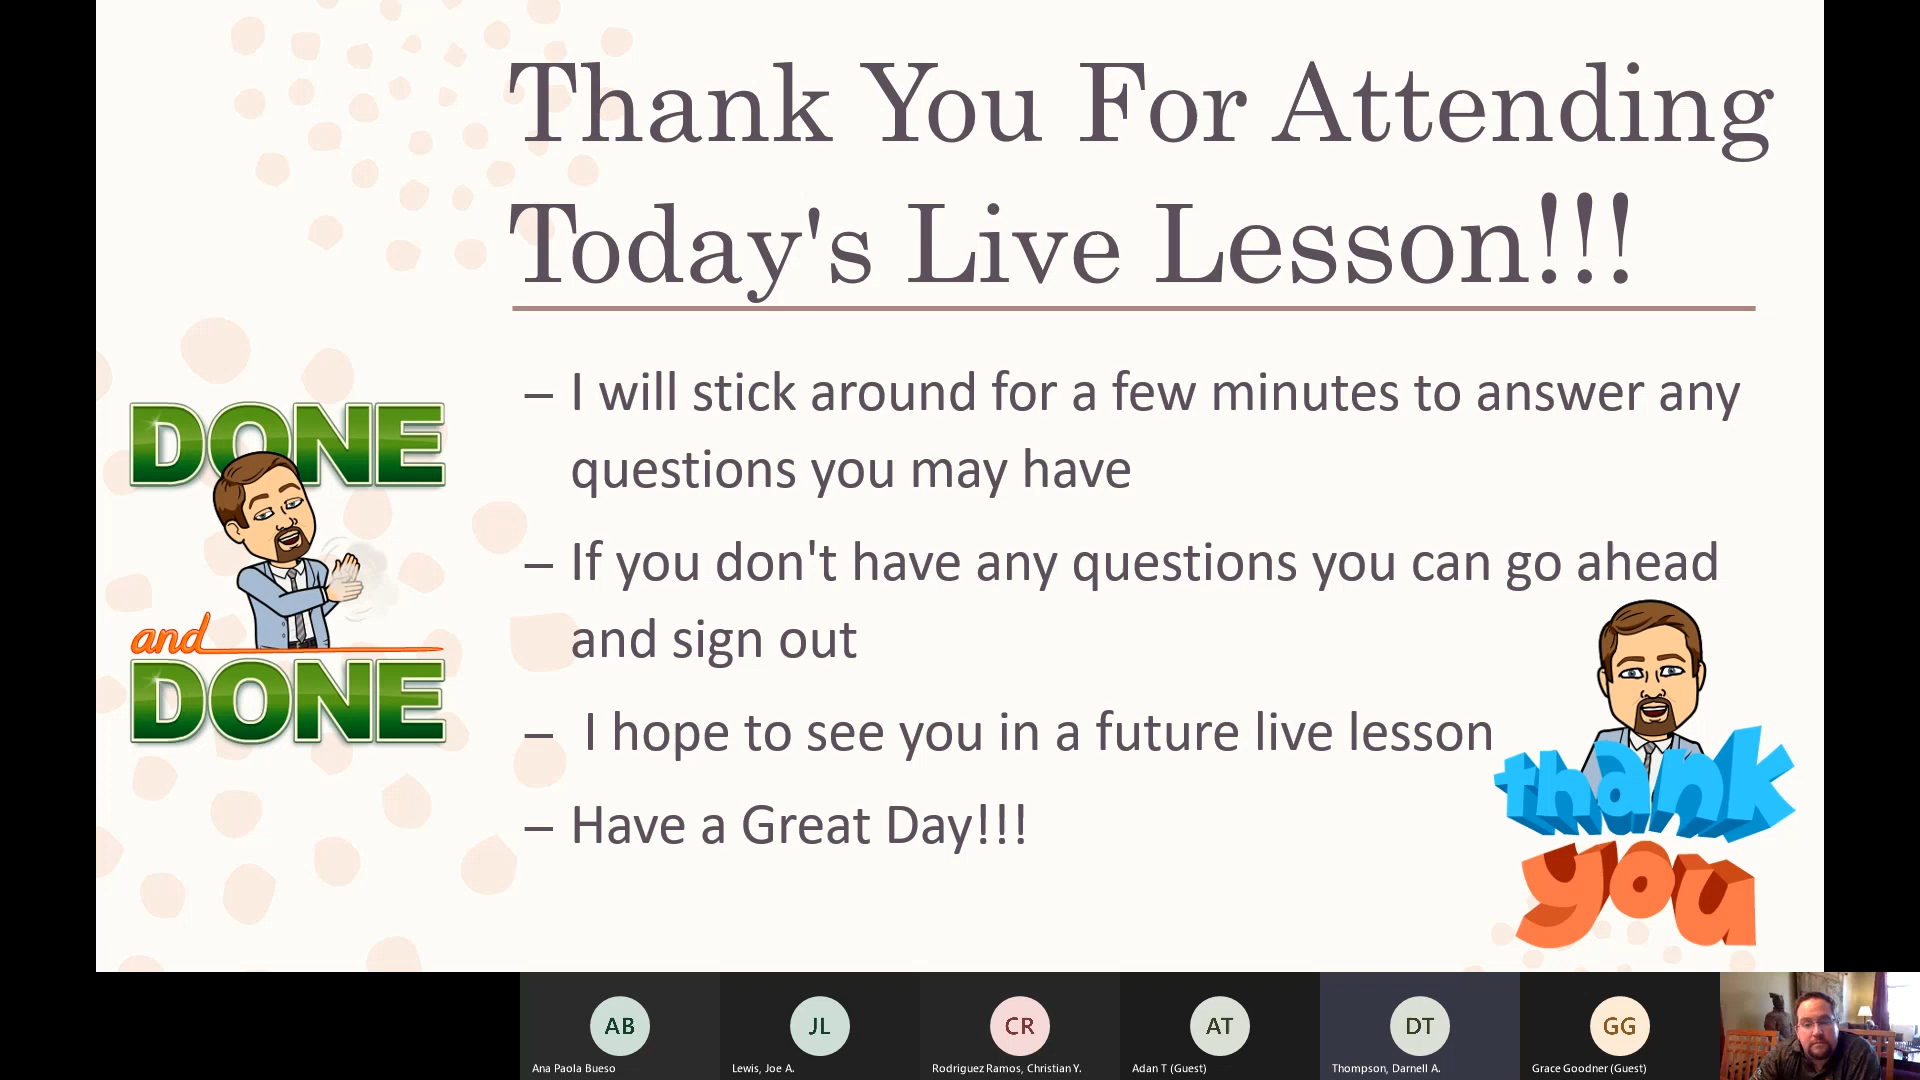 Thank You For Attending
Today's Live Lesson!!!
– I will stick around for a few minutes to answer any
questions you may have
– If you don't have any questions you can go ahead
and sign out
– I hope to see you in a future live lesson
– Have a Great Day!!!
DONE
and
DONE
thank
you
AB
Ana Paola Bueso
JL
Lewis, Joe A.
CR
Rodriguez Ramos, Christian Y.
AT
Adan T (Guest)
DT
Thompson, Darnell A.
GG
Grace Goodner (Guest)